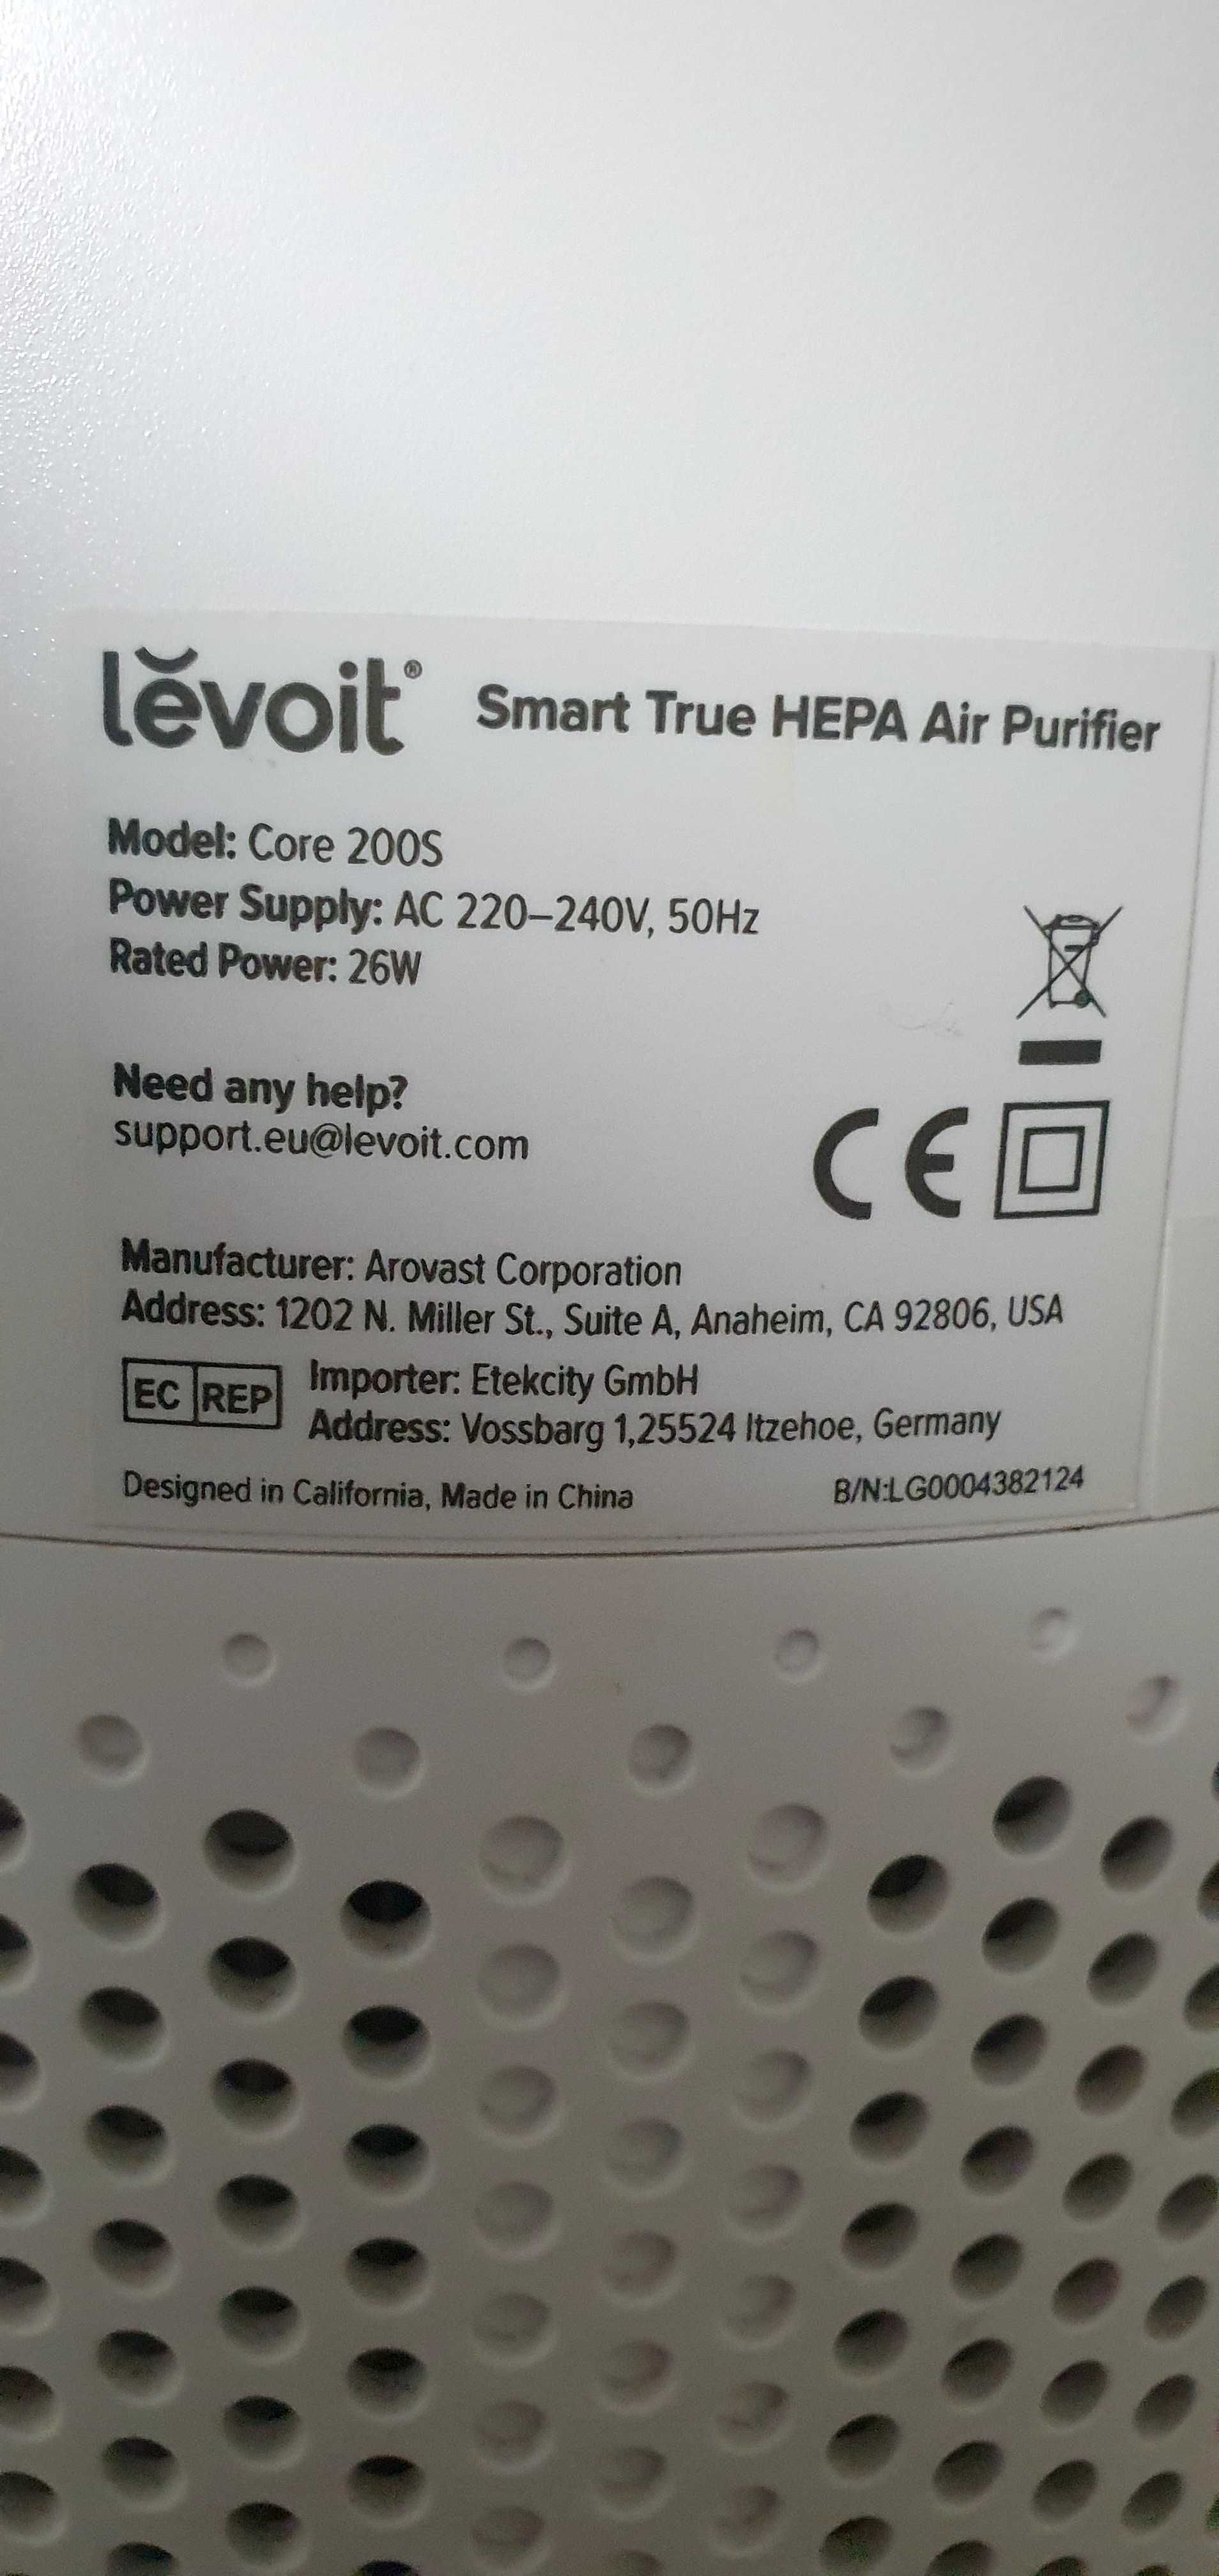 lĕvoit® Smart True HEPA Air Purifier
Model: Core 200S
Power Supply: AC 220–240V, 50Hz
Rated Power: 26W
Need any help?
support.eu@levoit.com
CE
Manufacturer: Arovast Corporation
Address: 1202 N. Miller St., Suite A, Anaheim, CA 92806, USA
EC REP
Importer: Etekcity GmbH
Address: Vossbarg 1,25524 Itzehoe, Germany
Designed in California, Made in China
B/N:LG0004382124